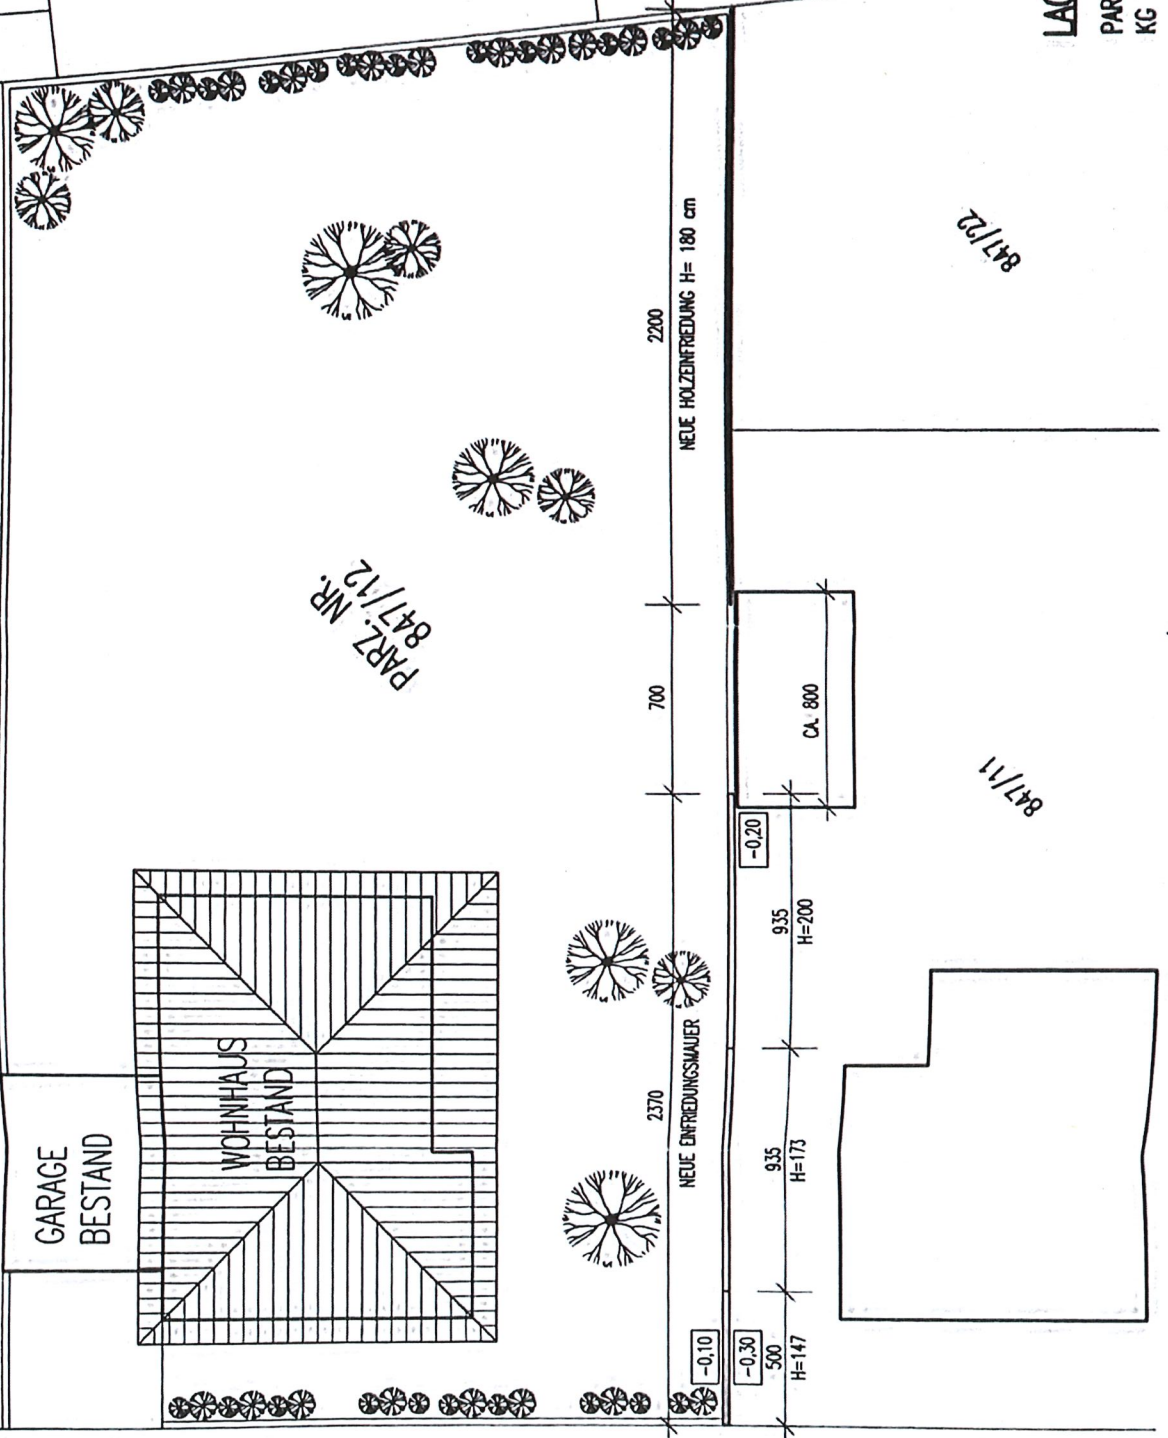 LAG
PAR
KG
847/22
NEUE HOLZEINFRIEDUNG H= 180 cm
2200
PARZ. NR.
847/12
700
CA. 800
847/11
-0,20
935
H=200
WOHNHAUS
BESTAND
GARAGE
BESTAND
2370
NEUE EINFRIEDUNGSMAUER
935
H=173
-0,10
-0,30
500
H=147